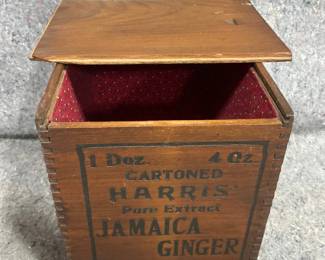 1 Doz. 4 Oz.
CARTONED
HARRIS'
Pure Extract
JAMAICA
GINGER